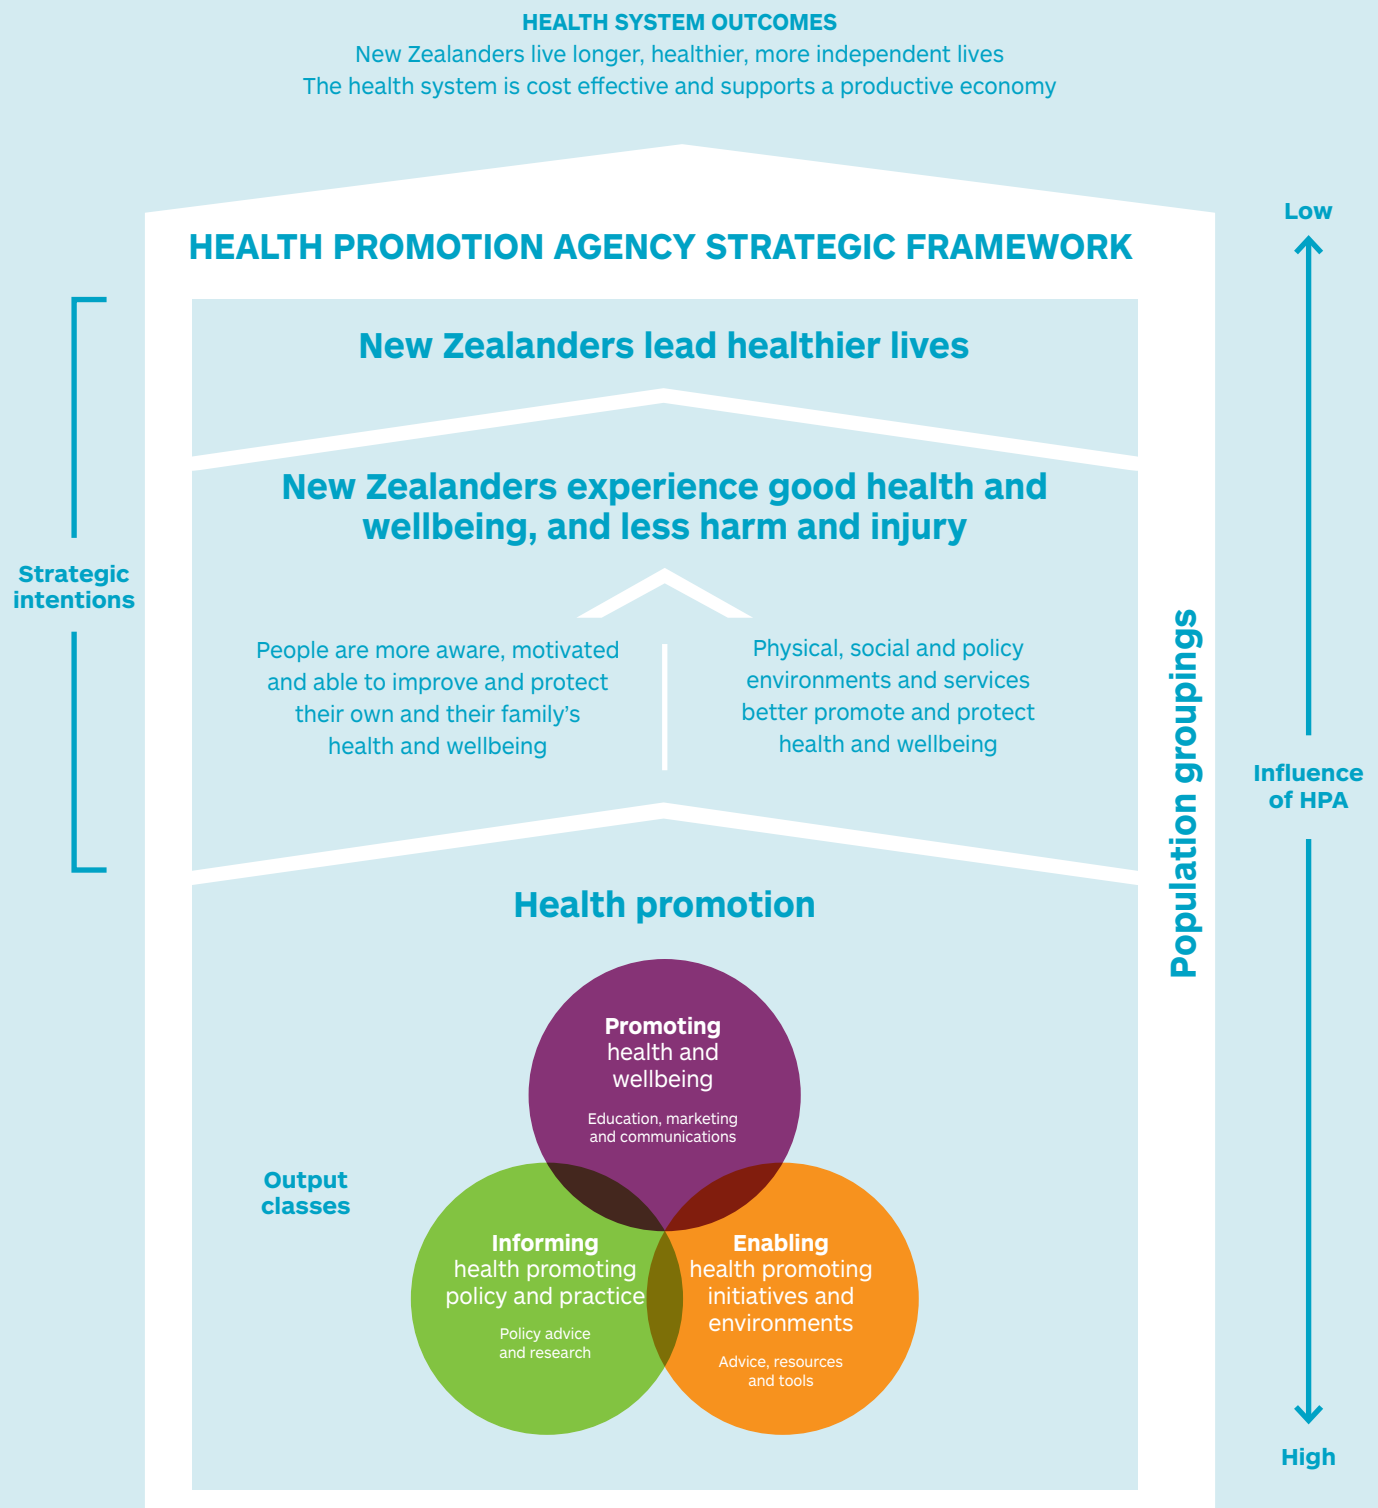 HEALTH SYSTEM OUTCOMES
New Zealanders live longer, healthier, more independent lives
The health system is cost effective and supports a productive economy
HEALTH PROMOTION AGENCY STRATEGIC FRAMEWORK
New Zealanders lead healthier lives
New Zealanders experience good health and
wellbeing, and less harm and injury
People are more aware, motivated
and able to improve and protect
their own and their family’s
health and wellbeing
Physical, social and policy
environments and services
better promote and protect
health and wellbeing
Strategic
intentions
Health promotion
Promoting
health and
wellbeing
Education, marketing
and communications
Output
classes
Informing
health promoting
policy and practice
Policy advice
and research
Enabling
health promoting
initiatives and
environments
Advice, resources
and tools
Population groupings
Low
Influence
of HPA
High